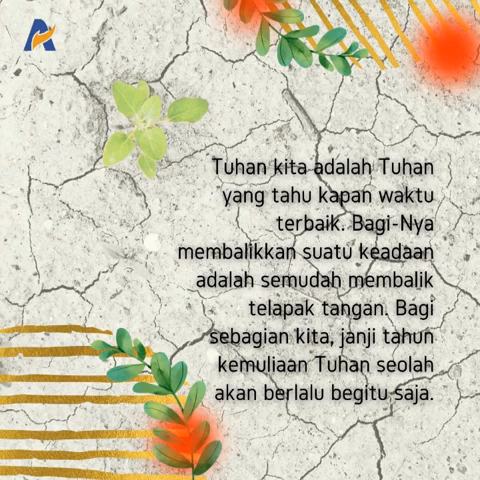 Tuhan kita adalah Tuhan
yang tahu kapan waktu
terbaik. Bagi-Nya
membalikkan suatu keadaan
adalah semudah membalik
telapak tangan. Bagi
sebagian kita, janji tahun
kemuliaan Tuhan seolah
akan berlalu begitu saja.